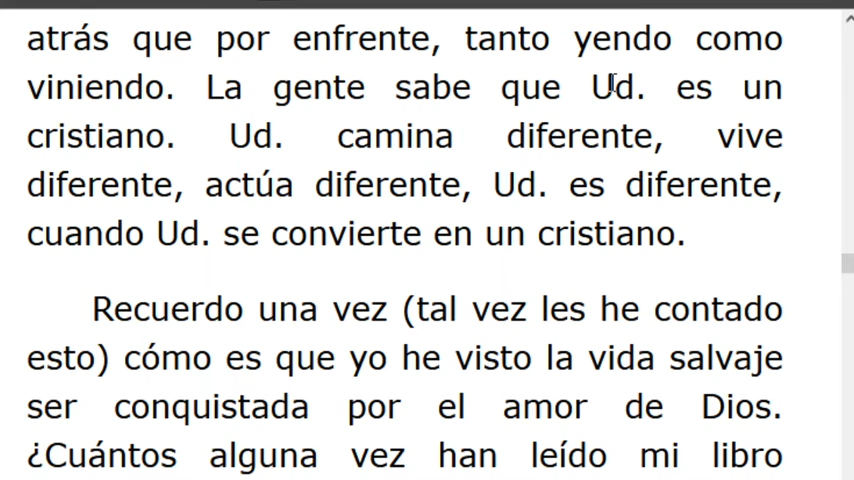 atrás que por enfrente, tanto yendo como
viniendo. La gente sabe que Ud. es un
cristiano. Ud. camina diferente, vive
diferente, actúa diferente, Ud. es diferente,
cuando Ud. se convierte en un cristiano.
Recuerdo una vez (tal vez les he contado
esto) cómo es que yo he visto la vida salvaje
ser conquistada por el amor de Dios.
¿Cuántos alguna vez han leído mi libro